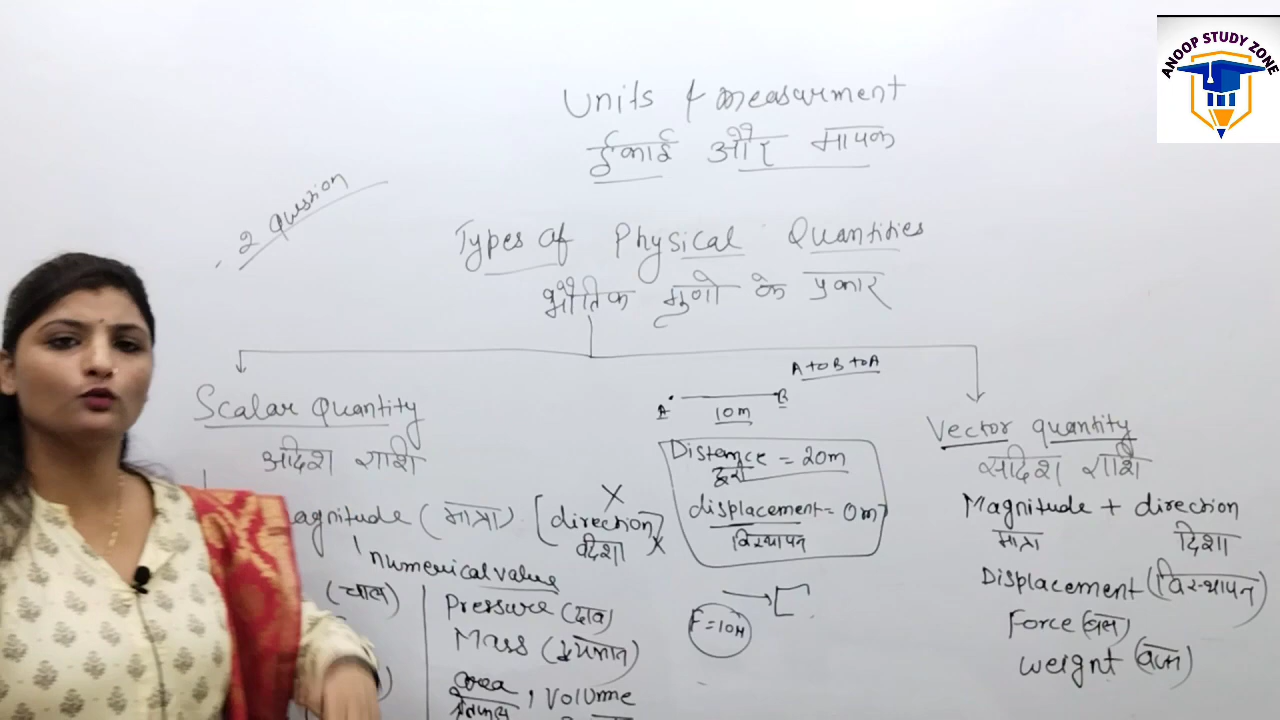 ANOOP STUDY ZONE
Units & measurment
ईकाई और मापक
2 Question
Types of Physical Quantities
भौतिक गुणो के प्रकार
A to B to A
A B
10m
Scalar Quantity
अदिश राशि
agnitude (मात्रा) [direction]
X
दिशा X
numerical value
(चाल)
Pressure (दाब)
Mass (द्रव्यमान)
area, Volume
क्षेत्रफल
Distance = 20m
दूरी
displacement = 0m
विस्थापन
F = 10N
Vector quantity
सदिश राशि
Magnitude + direction
मात्रा दिशा
Displacement (विस्थापन)
Force (बल)
weight (वजन)